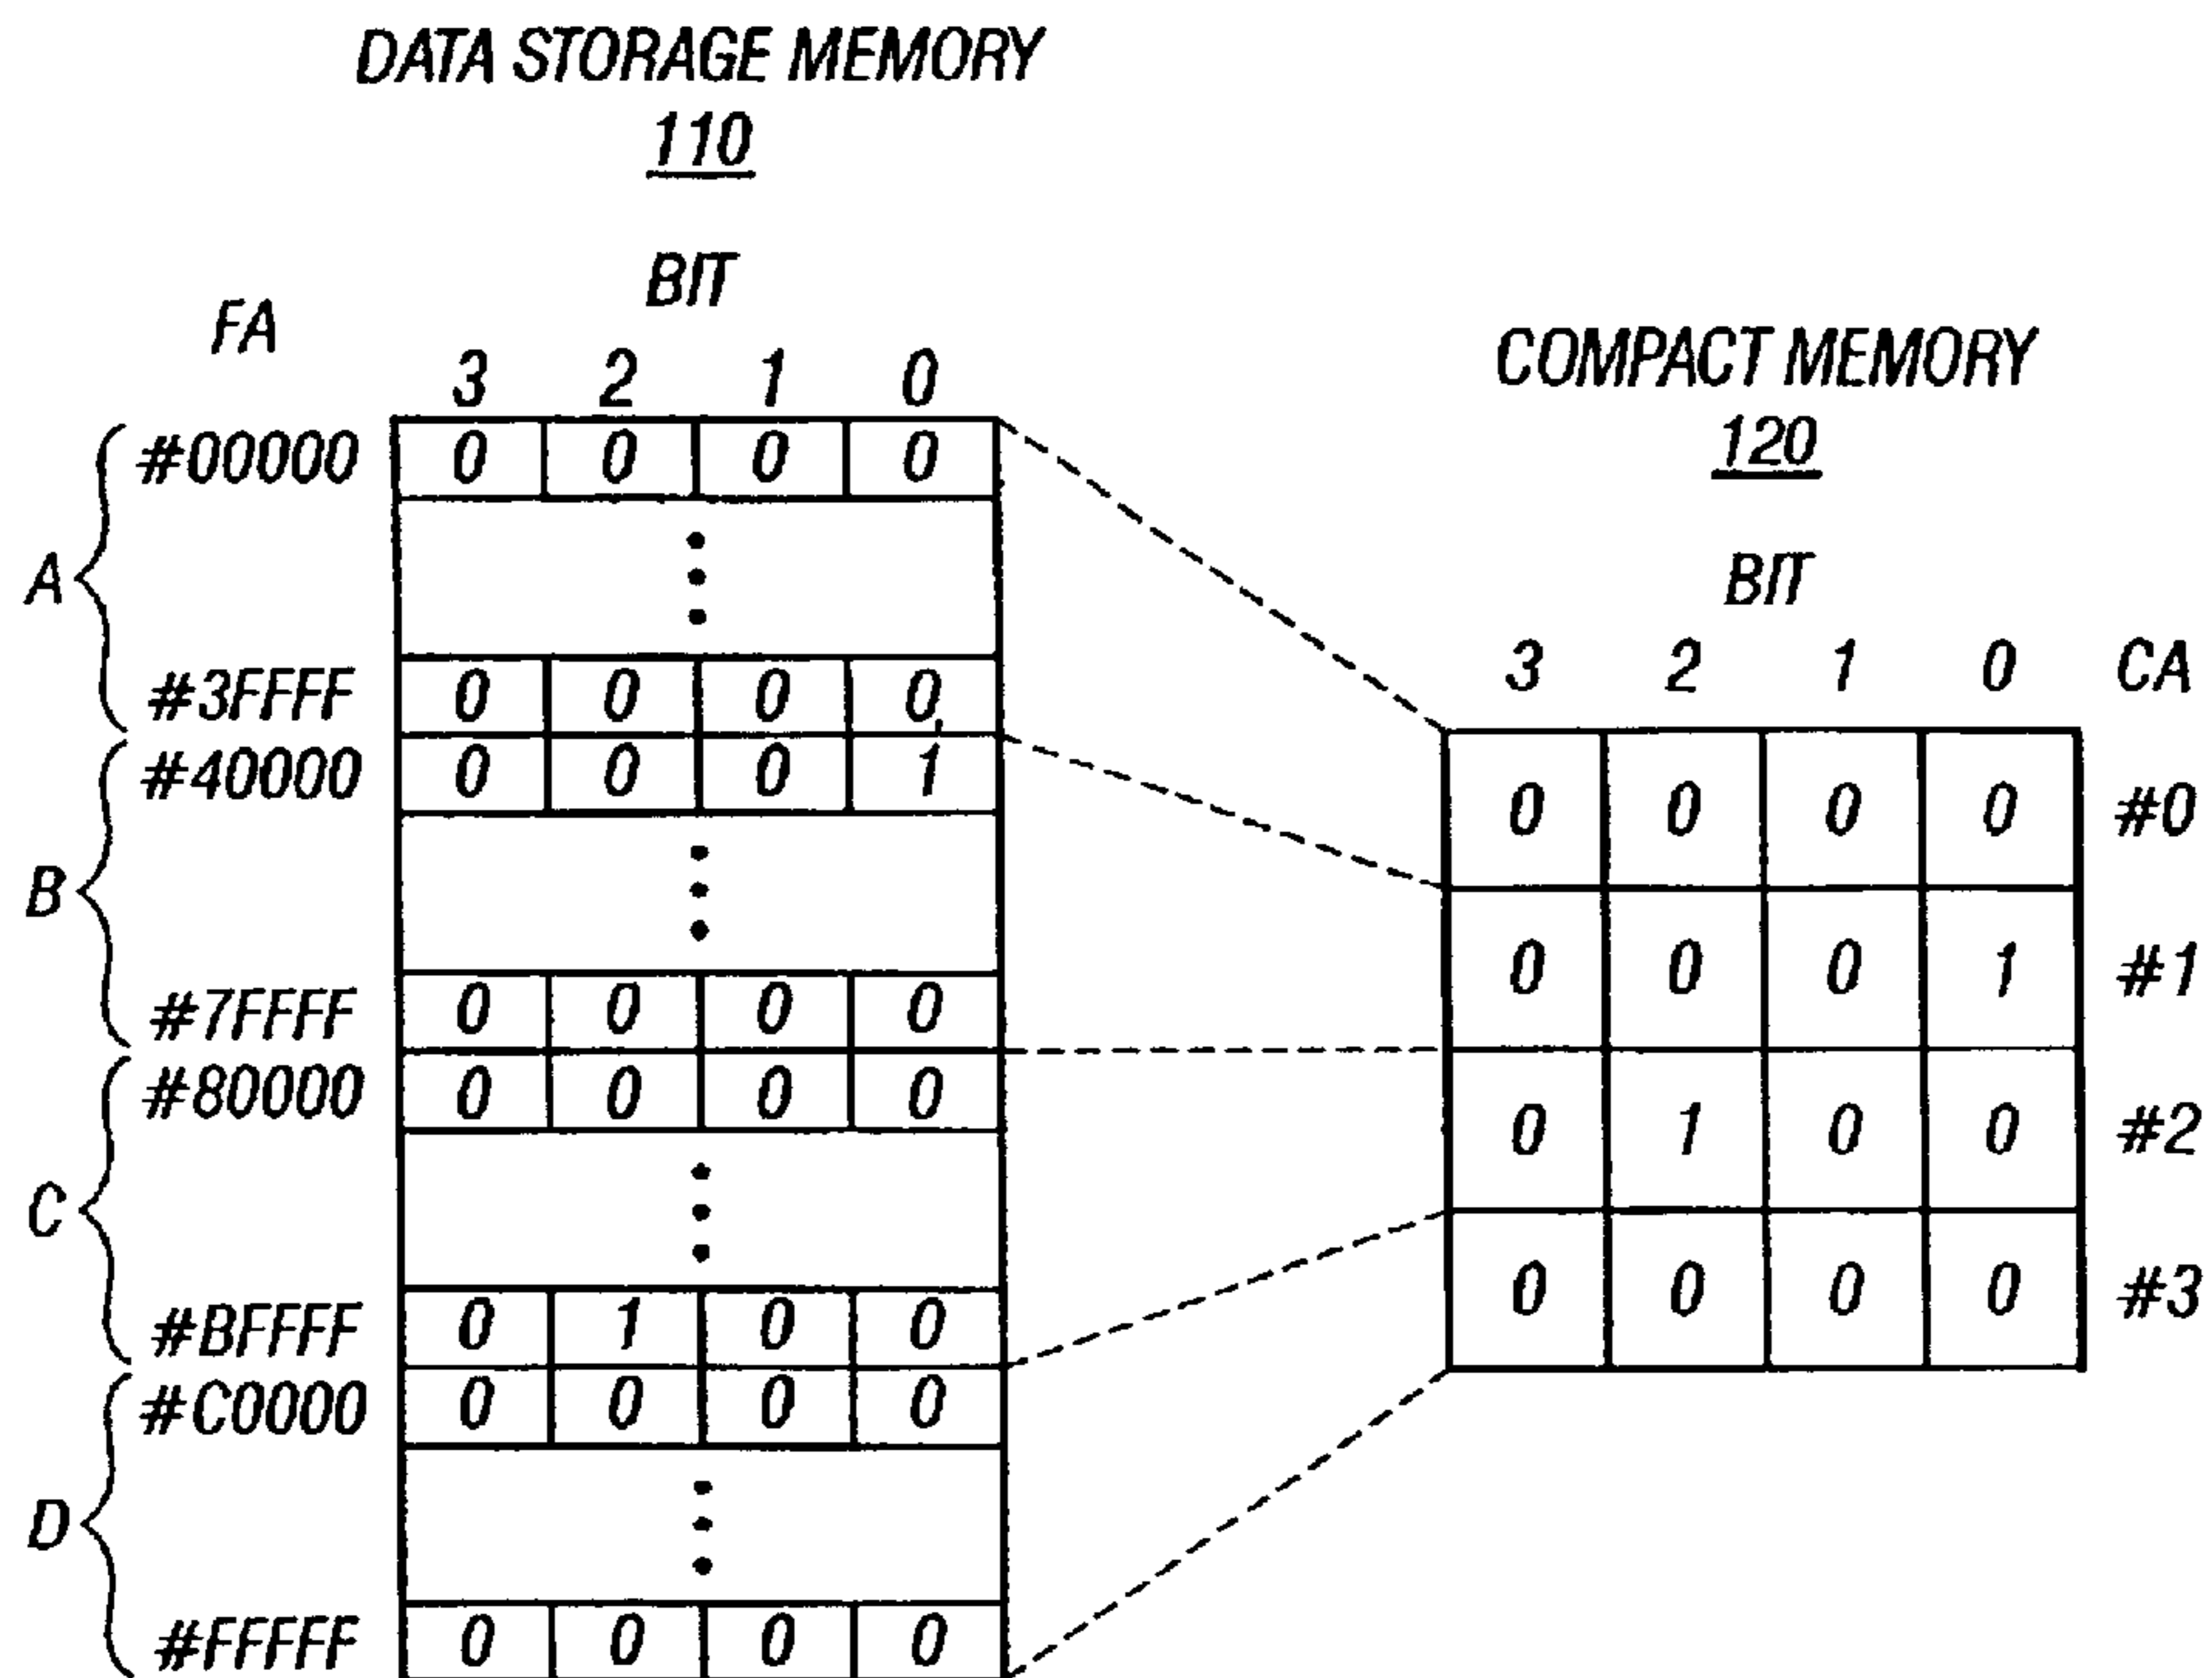 DATA STORAGE MEMORY
110
BIT
FA
3 2 1 0
#00000 0 0 0 0
A
#3FFFF 0 0 0 0
#40000 0 0 0 1
B
#7FFFF 0 0 0 0
#80000 0 0 0 0
C
#BFFFF 0 1 0 0
#C0000 0 0 0 0
D
#FFFFF 0 0 0 0
COMPACT MEMORY
120
BIT
3 2 1 0 CA
0 0 0 0 #0
0 0 0 1 #1
0 1 0 0 #2
0 0 0 0 #3